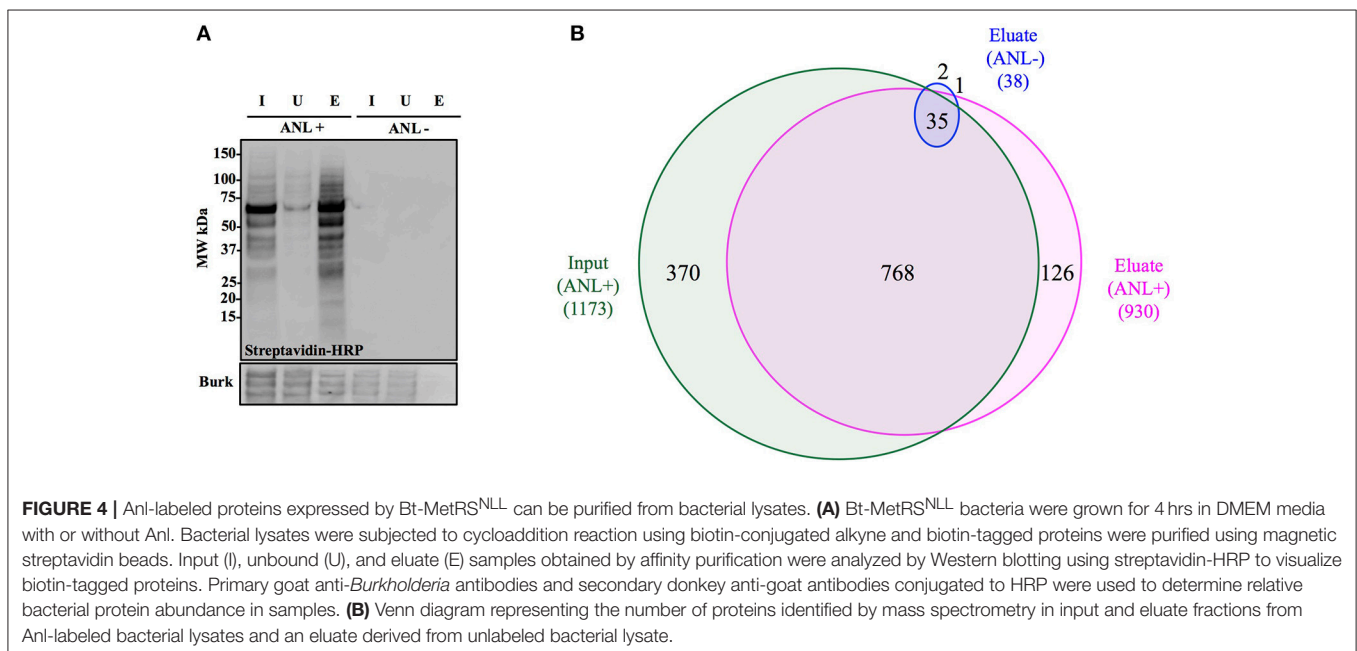 A
I U E I U E
ANL + ANL -
150
100
75
50
37
25
20
15
MW kDa
Streptavidin-HRP
Burk
B
Eluate
(ANL-)
(38)
2
1
35
Input
(ANL+)
(1173)
370
768
126
Eluate
(ANL+)
(930)
FIGURE 4 | Anl-labeled proteins expressed by Bt-MetRSNLL can be purified from bacterial lysates. (A) Bt-MetRSNLL bacteria were grown for 4 hrs in DMEM media
with or without Anl. Bacterial lysates were subjected to cycloaddition reaction using biotin-conjugated alkyne and biotin-tagged proteins were purified using magnetic
streptavidin beads. Input (I), unbound (U), and eluate (E) samples obtained by affinity purification were analyzed by Western blotting using streptavidin-HRP to visualize
biotin-tagged proteins. Primary goat anti-Burkholderia antibodies and secondary donkey anti-goat antibodies conjugated to HRP were used to determine relative
bacterial protein abundance in samples. (B) Venn diagram representing the number of proteins identified by mass spectrometry in input and eluate fractions from
Anl-labeled bacterial lysates and an eluate derived from unlabeled bacterial lysate.